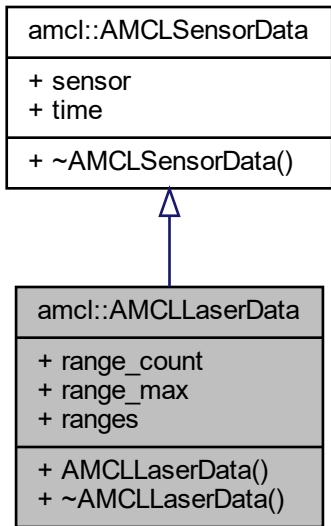 amcl::AMCLSensorData
+ sensor
+ time
+ ~AMCLSensorData()
amcl::AMCLLaserData
+ range_count
+ range_max
+ ranges
+ AMCLLaserData()
+ ~AMCLLaserData()